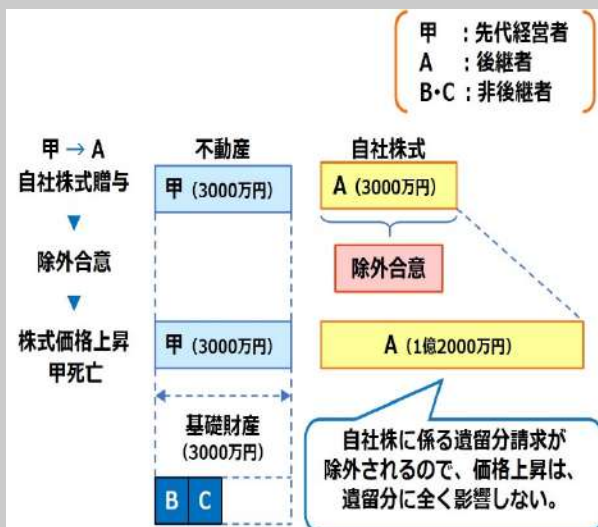 甲 ：先代経営者
A ：後継者
B・C：非後継者
甲 → A
自社株式贈与
不動産
自社株式
甲 (3000万円)
A (3000万円)
除外合意
除外合意
株式価格上昇
甲死亡
甲 (3000万円)
A (1億2000万円)
基礎財産
(3000万円)
B C
自社株に係る遺留分請求が
除外されるので、価格上昇は、
遺留分に全く影響しない。